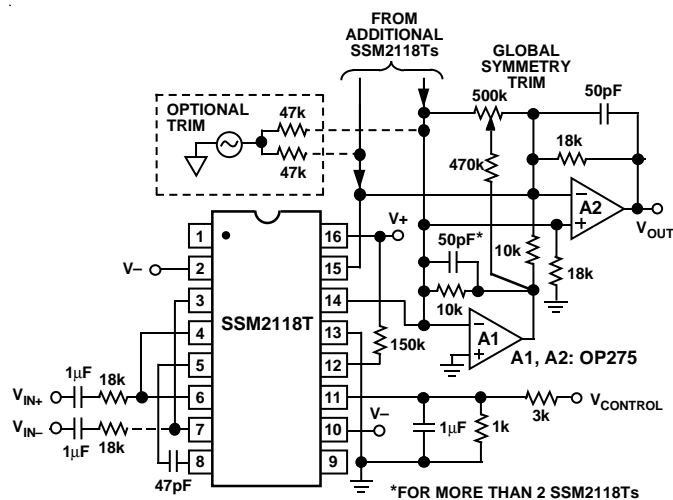 FROM
ADDITIONAL
SSM2118Ts
GLOBAL
SYMMETRY
TRIM
500k
50pF
OPTIONAL
TRIM
47k
47k
470k
18k
A2
VOUT
V+
50pF*
10k
18k
10k
A1
A1, A2: OP275
V–
1
2
3
4
5
6
7
8
SSM2118T
16
15
14
13
12
11
10
9
150k
1µF
18k
VIN+
VIN–
1µF
18k
47pF
V–
1µF
1k
3k
VCONTROL
*FOR MORE THAN 2 SSM2118Ts